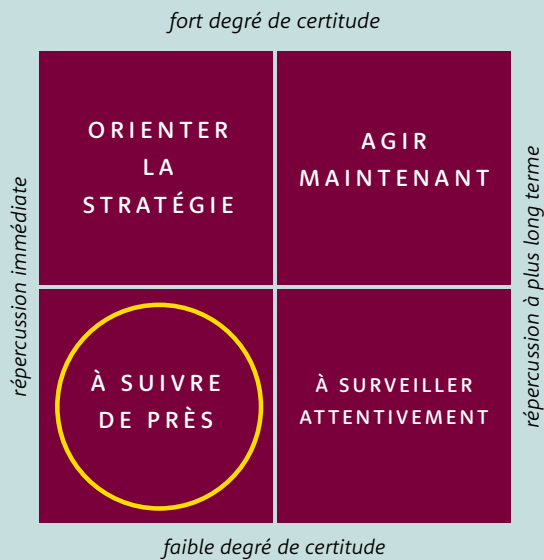 fort degré de certitude
ORIENTER
LA
STRATÉGIE
AGIR
MAINTENANT
répercussion immédiate
répercussion à plus long terme
À SUIVRE
DE PRÈS
À SURVEILLER
ATTENTIVEMENT
faible degré de certitude